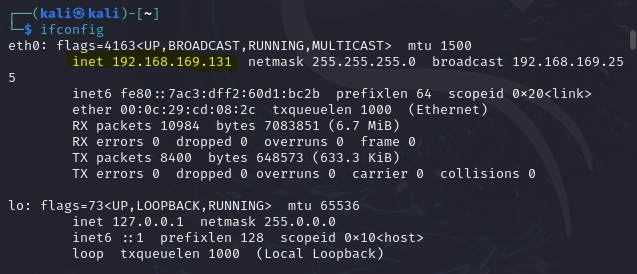 ┌──(kali㉿kali)-[~]
└─$ ifconfig
eth0: flags=4163<UP,BROADCAST,RUNNING,MULTICAST>  mtu 1500
        inet 192.168.169.131  netmask 255.255.255.0  broadcast 192.168.169.25
5
        inet6 fe80::7ac3:dff2:60d1:bc2b  prefixlen 64  scopeid 0×20<link>
        ether 00:0c:29:cd:08:2c  txqueuelen 1000  (Ethernet)
        RX packets 10984  bytes 7083851 (6.7 MiB)
        RX errors 0  dropped 0  overruns 0  frame 0
        TX packets 8400  bytes 648573 (633.3 KiB)
        TX errors 0  dropped 0 overruns 0  carrier 0  collisions 0

lo: flags=73<UP,LOOPBACK,RUNNING>  mtu 65536
        inet 127.0.0.1  netmask 255.0.0.0
        inet6 ::1  prefixlen 128  scopeid 0×10<host>
        loop  txqueuelen 1000  (Local Loopback)